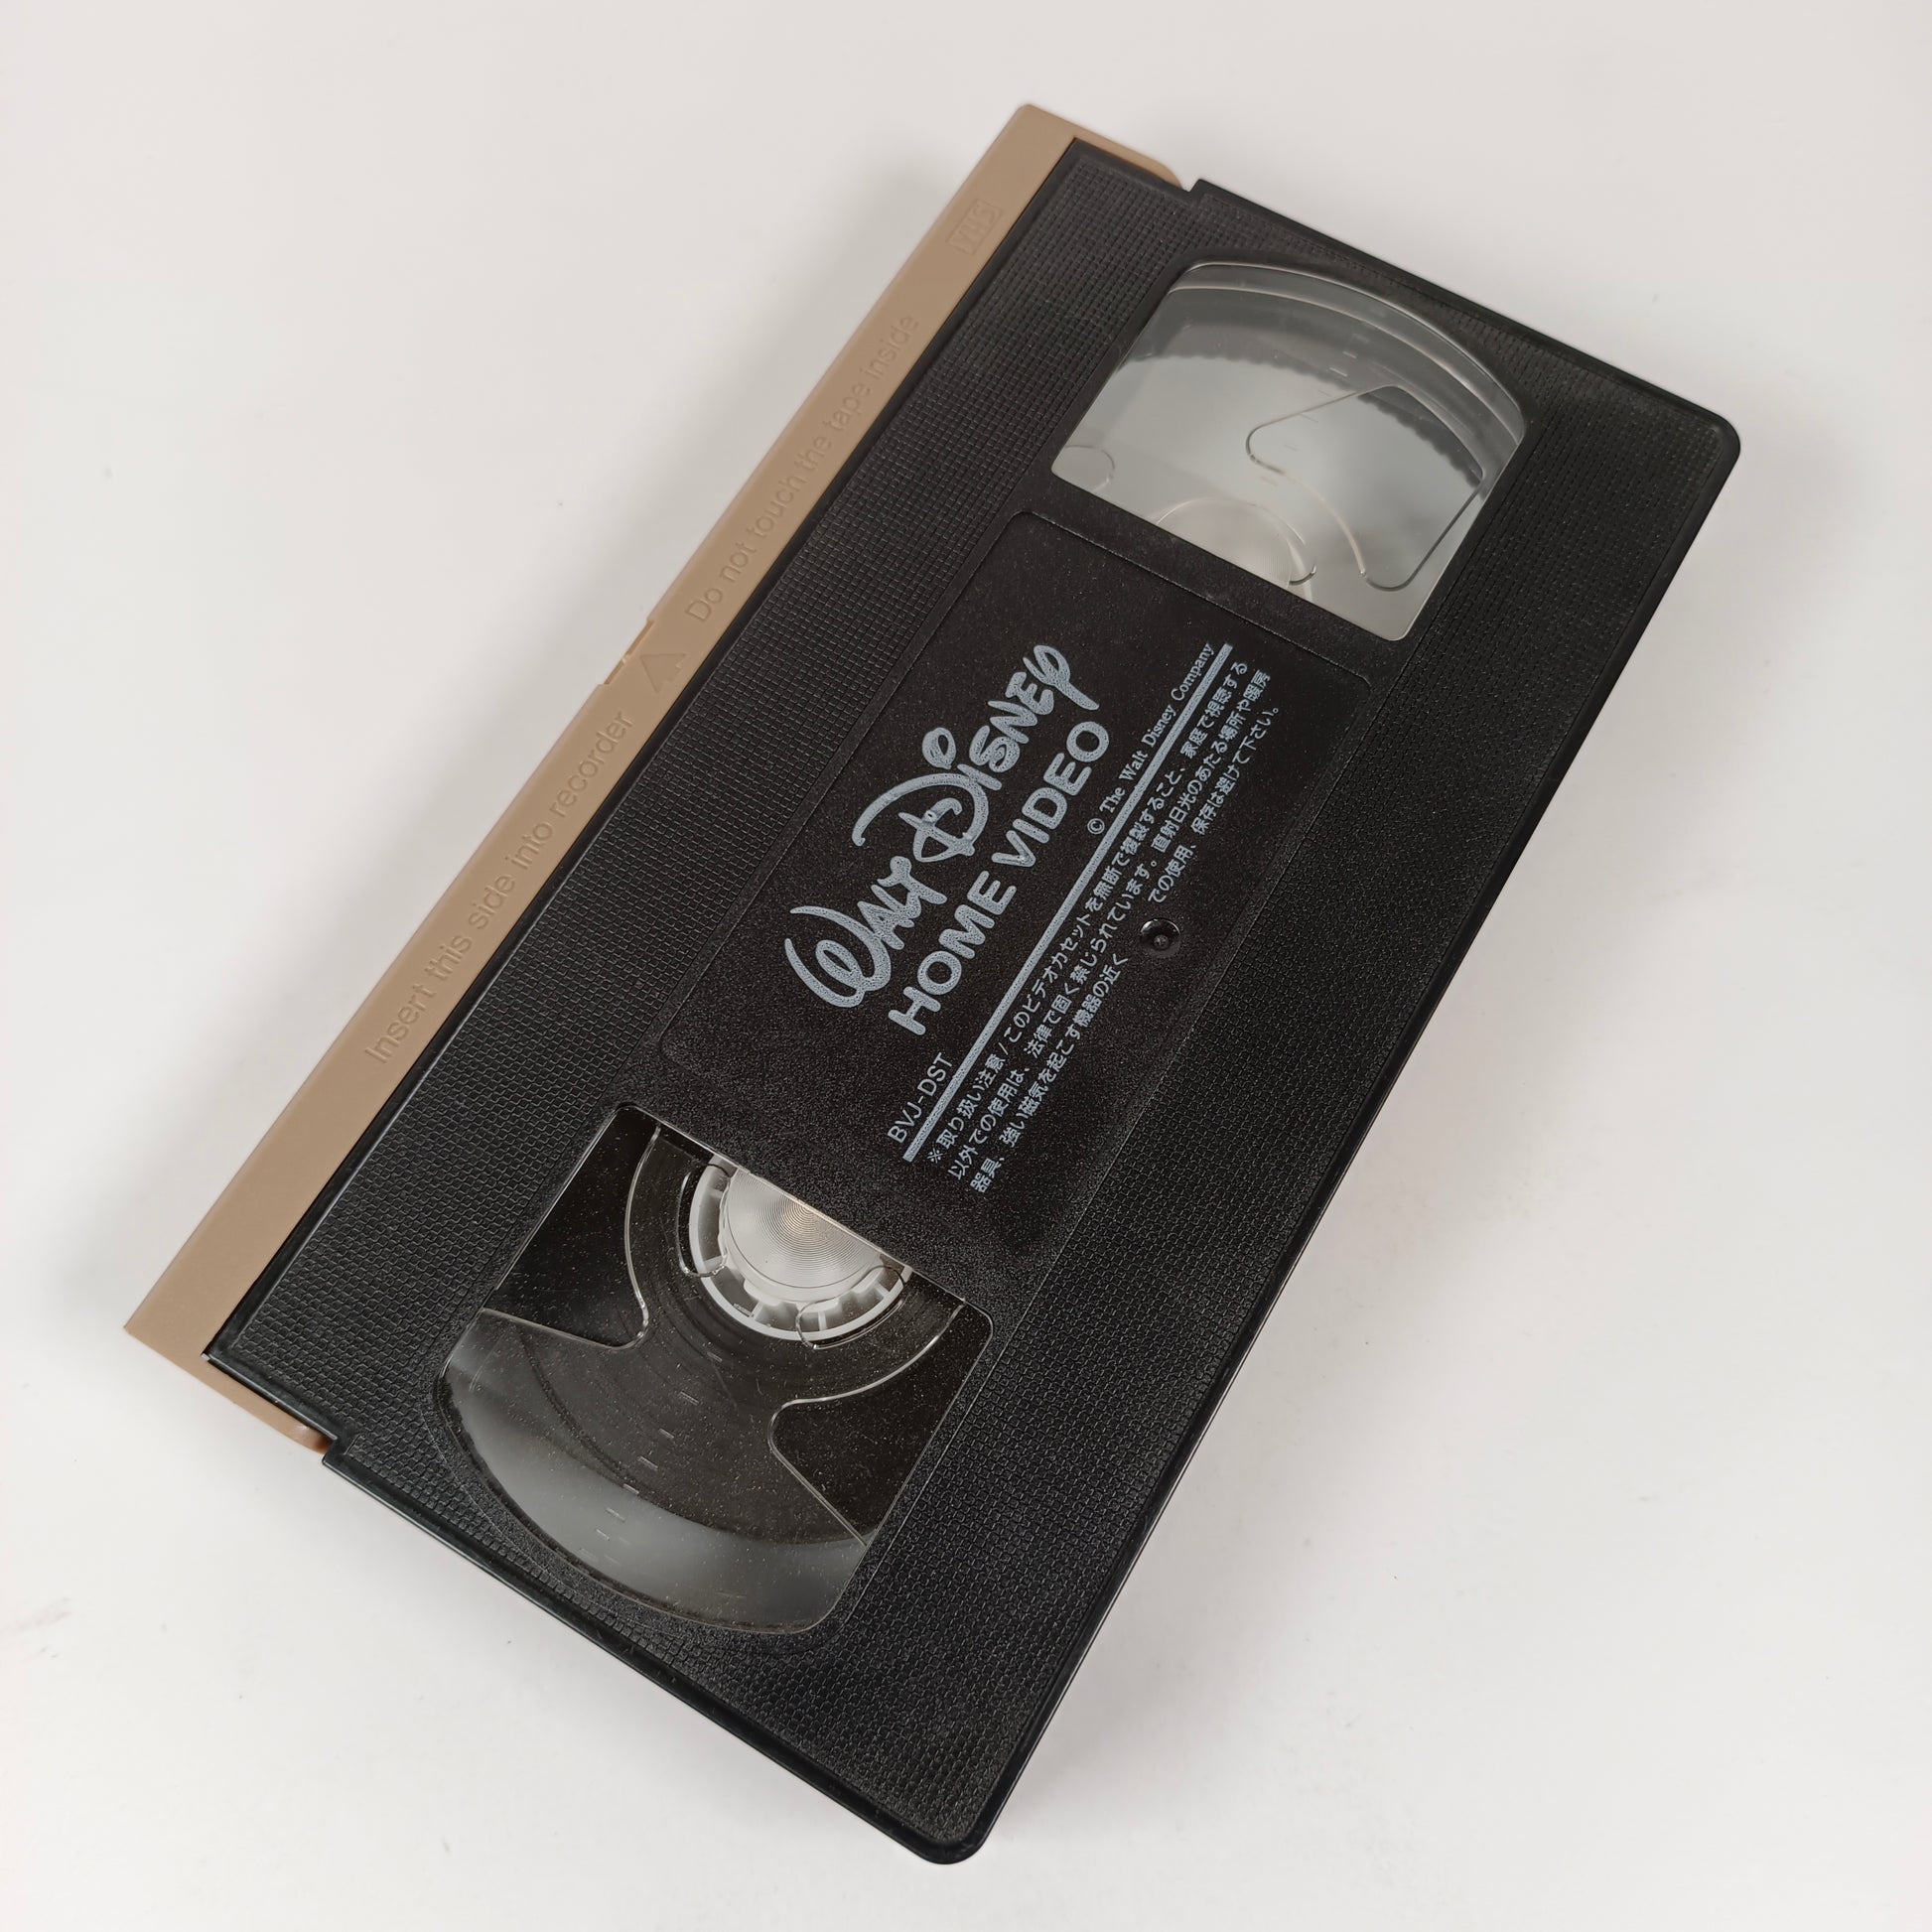 VHS
Insert this side into recorder
Do not touch the tape inside
WALT DISNEY
HOME VIDEO
BVJ-DST
© The Walt Disney Company
※取り扱い注意/このビデオカセットを無断で複製すること、家庭で視聴する
以外での使用は、法律で固く禁じられています。直射日光のあたる場所や暖房
器具、強い磁気を起こす機器の近く での使用、保存は避けて下さい。